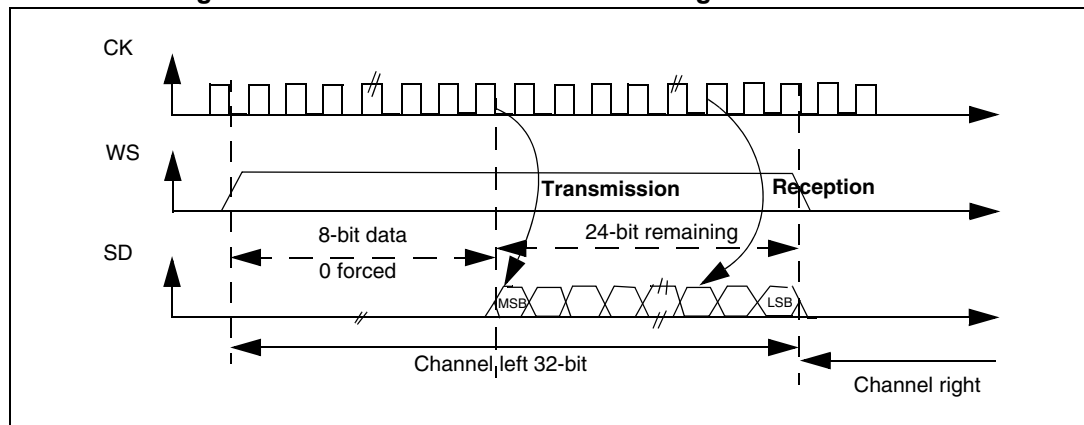 CK
WS
Transmission
Reception
8-bit data
24-bit remaining
SD
0 forced
MSB
LSB
Channel left 32-bit
Channel right